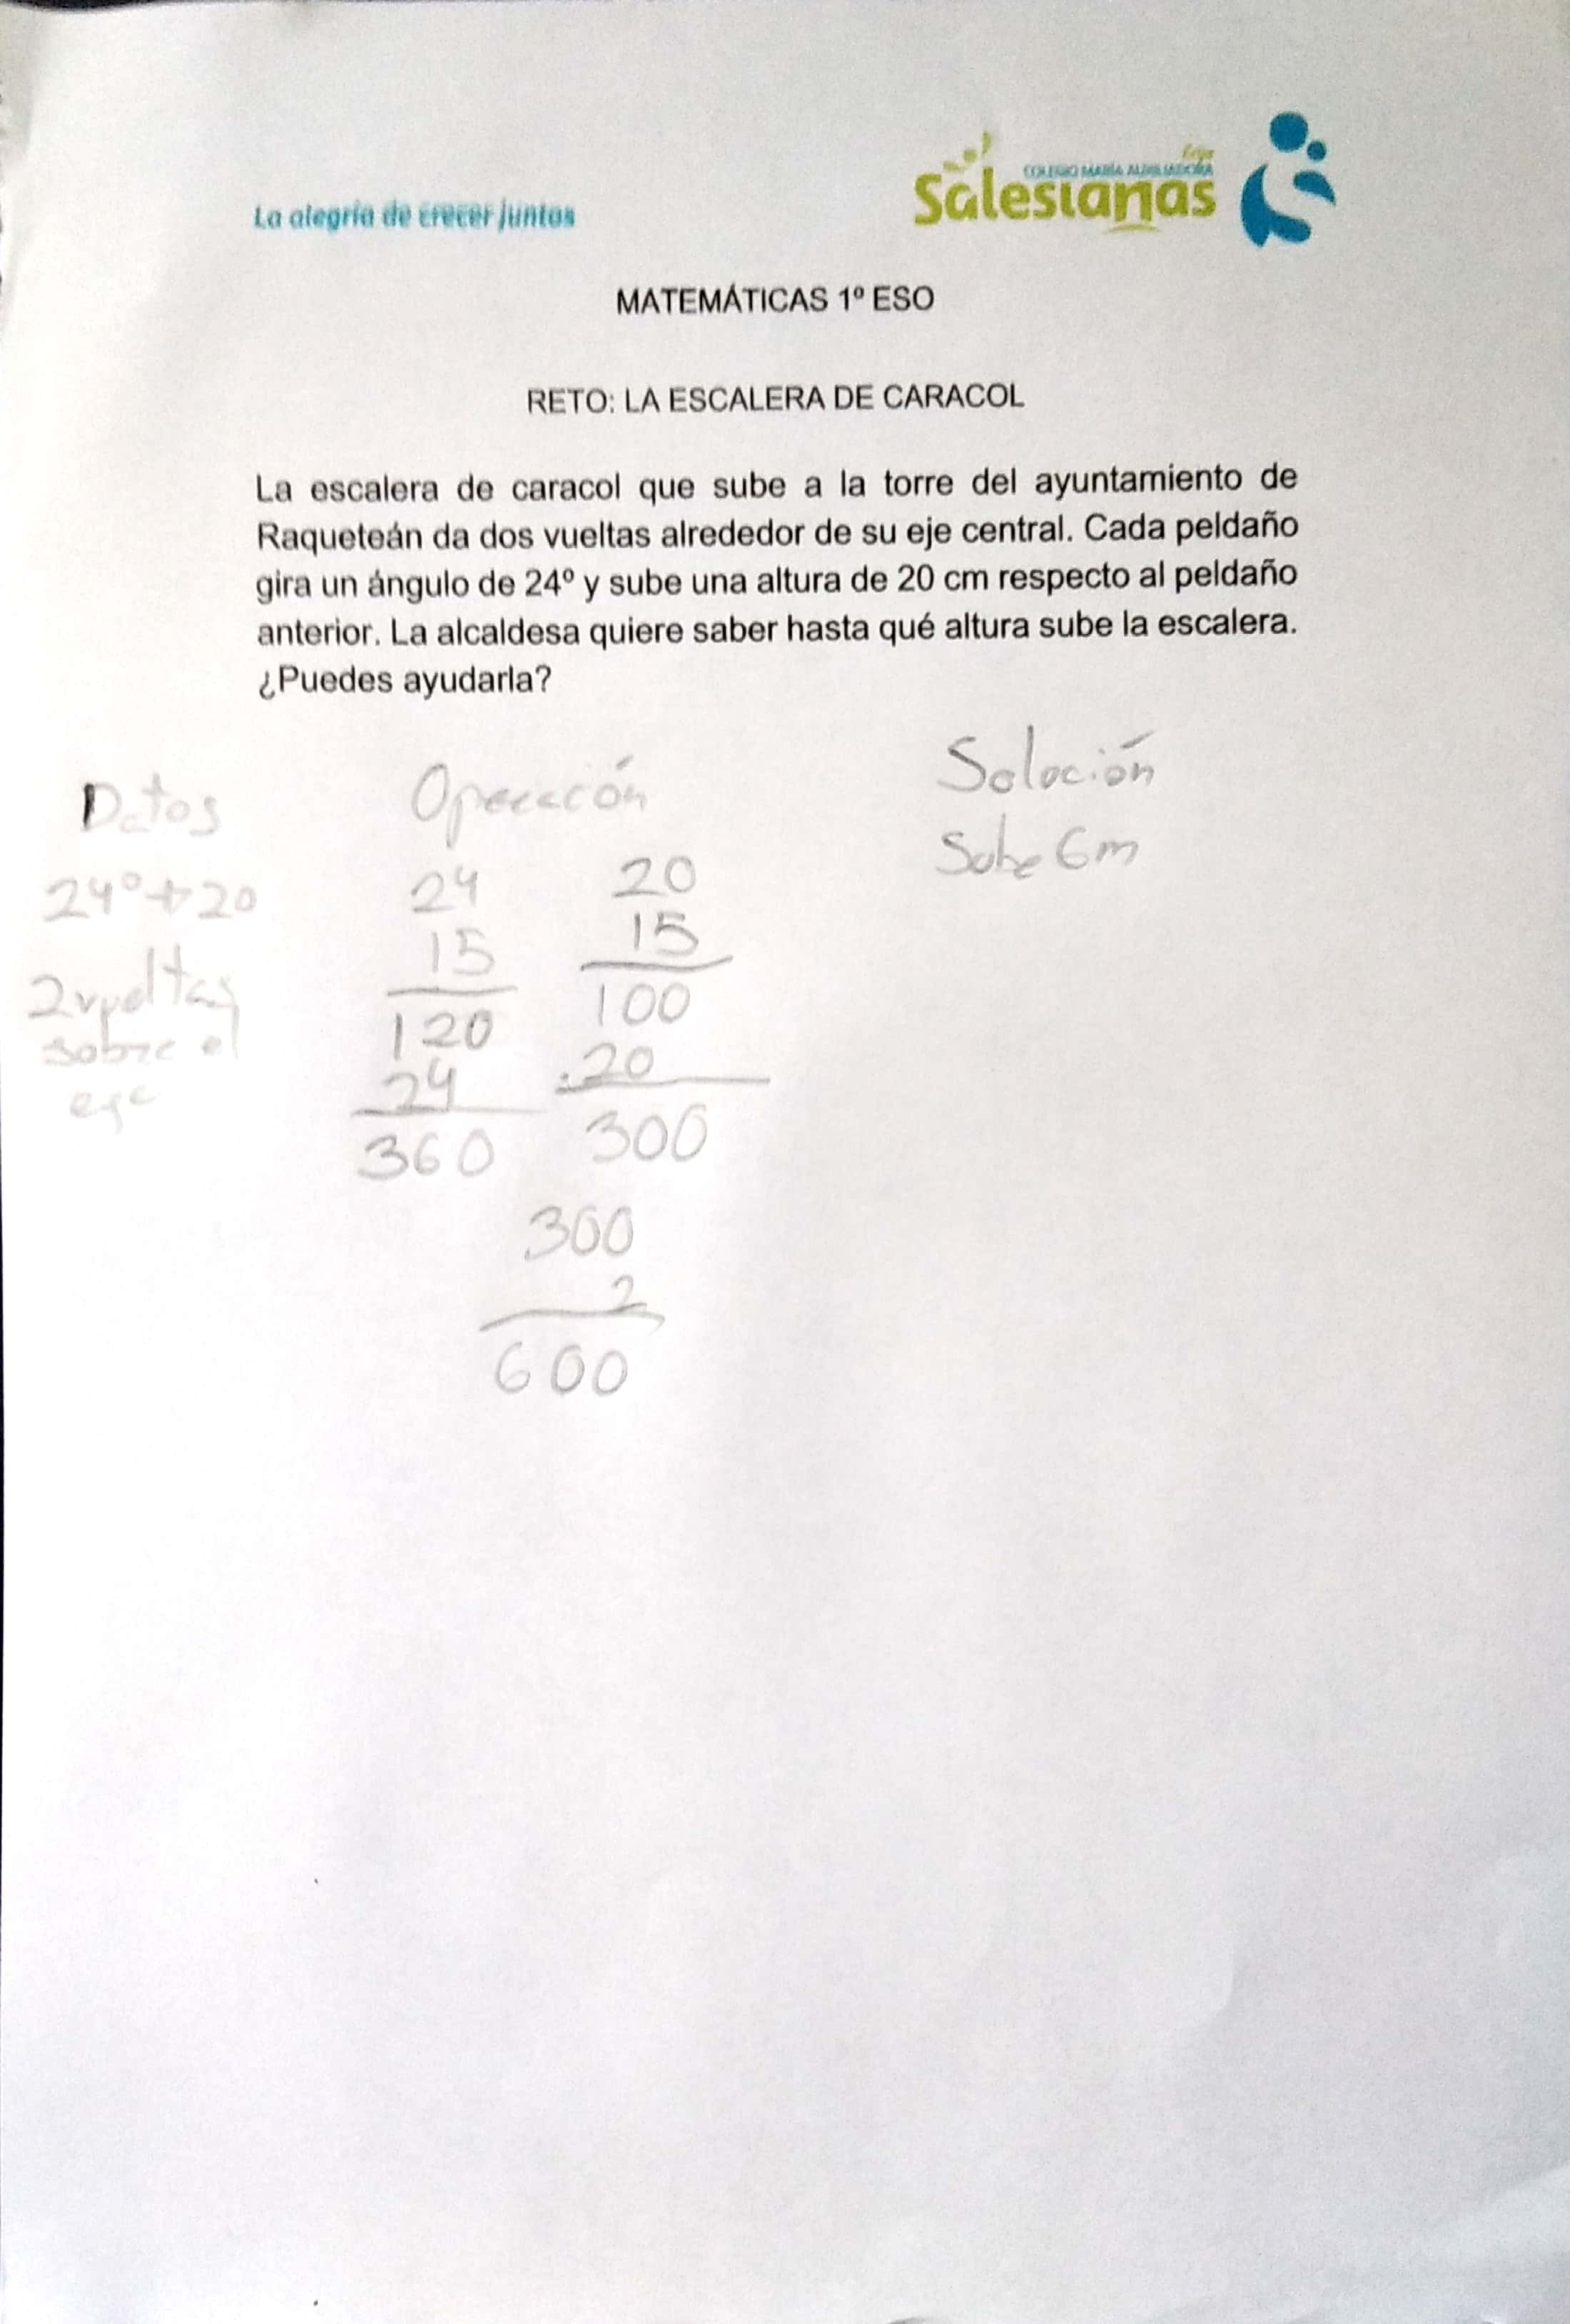 La alegría de crecer juntos
COLEGIO MARÍA AUXILIADORA
Salesianas
MATEMÁTICAS 1º ESO
RETO: LA ESCALERA DE CARACOL
La escalera de caracol que sube a la torre del ayuntamiento de
Raqueteán da dos vueltas alrededor de su eje central. Cada peldaño
gira un ángulo de 24º y sube una altura de 20 cm respecto al peldaño
anterior. La alcaldesa quiere saber hasta qué altura sube la escalera.
¿Puedes ayudarla?
Datos
24º + 20
2 vueltas
sobre el
eje
Operación
24
15
120
24
360
20
15
100
20
300
300
2
600
Soloción
Sube 6m